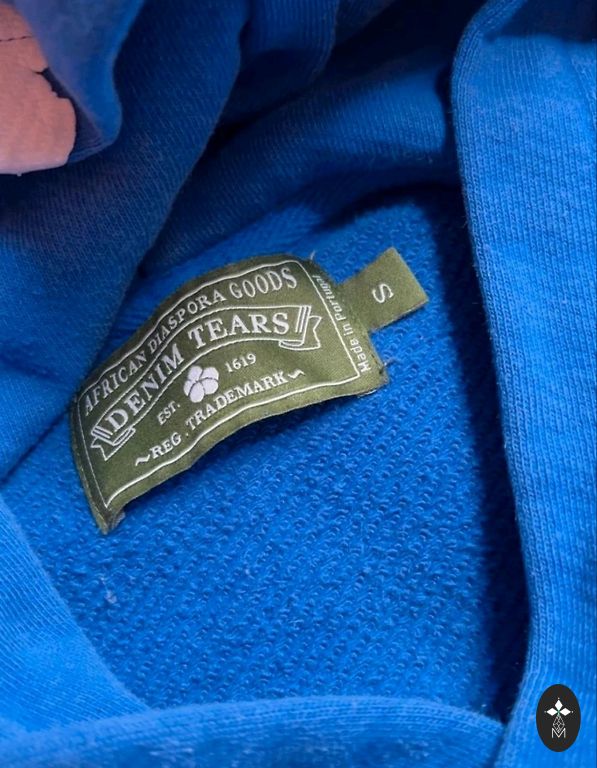 AFRICAN DIASPORA GOODS
DENIM TEARS
EST. 1619
~REG. TRADEMARK~
Made in Portugal
S
M